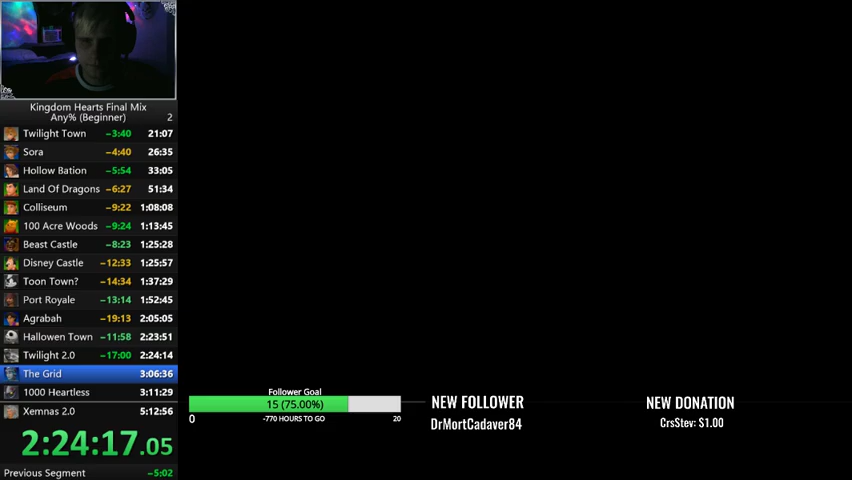 Kingdom Hearts Final Mix
Any% (Beginner) 2
Twilight Town −3:40 21:07
Sora −4:40 26:35
Hollow Bation −5:54 33:05
Land Of Dragons −6:27 51:34
Colliseum −9:22 1:08:08
100 Acre Woods −9:24 1:13:45
Beast Castle −8:23 1:25:28
Disney Castle −12:33 1:25:57
Toon Town? −14:34 1:37:29
Port Royale −13:14 1:52:45
Agrabah −19:13 2:05:05
Hallowen Town −11:58 2:23:51
Twilight 2.0 −17:00 2:24:14
The Grid 3:06:36
1000 Heartless 3:11:29
Xemnas 2.0 5:12:56
2:24:17.05
Previous Segment −5:02
Follower Goal
15 (75.00%)
0 -770 HOURS TO GO 20
NEW FOLLOWER
DrMortCadaver84
NEW DONATION
CrsStev: $1.00